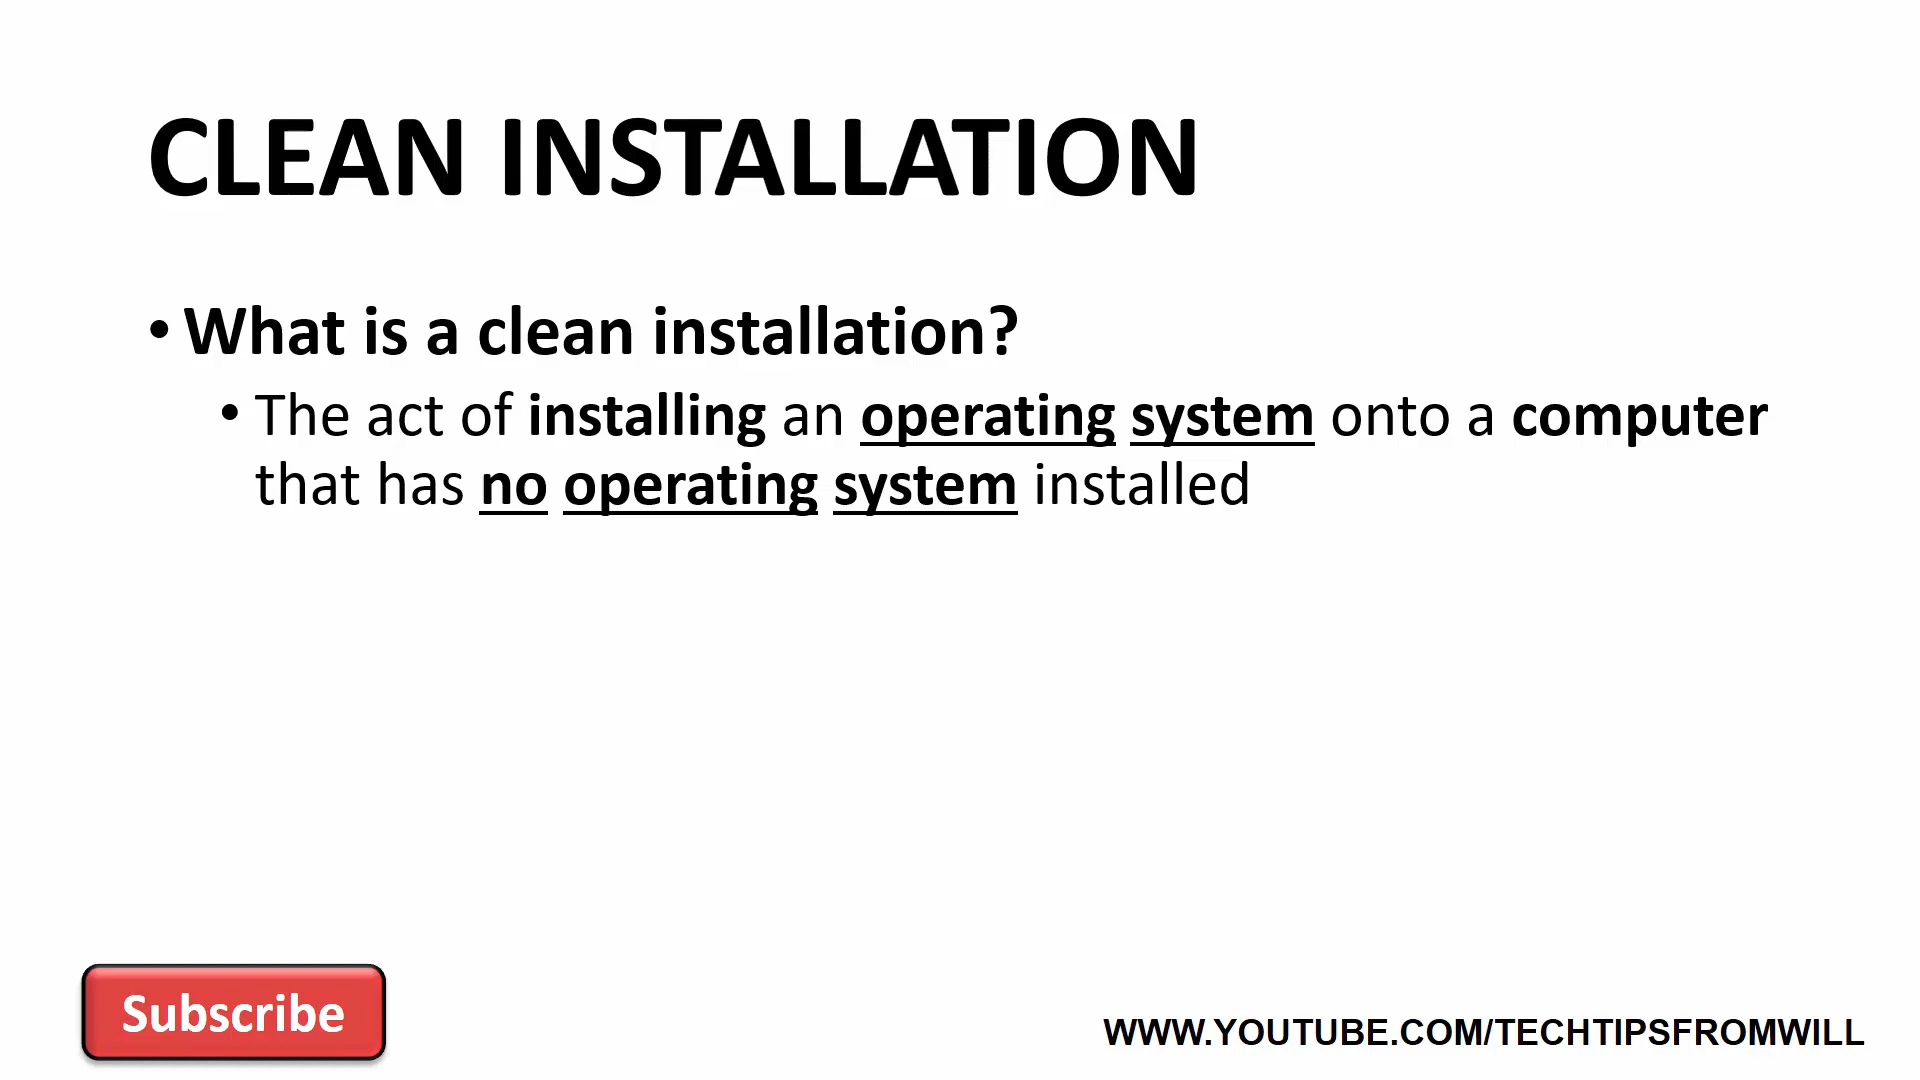 CLEAN INSTALLATION
• What is a clean installation?
• The act of installing an operating system onto a computer
that has no operating system installed
Subscribe
WWW.YOUTUBE.COM/TECHTIPSFROMWILL